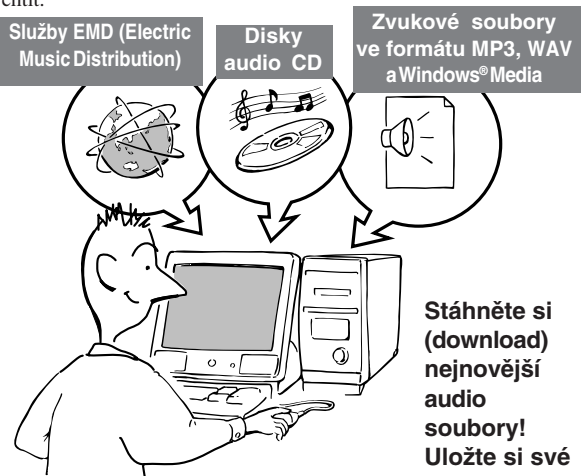 Služby EMD (Electric
Music Distribution)
Disky
audio CD
Zvukové soubory
ve formátu MP3, WAV
a Windows® Media
Stáhněte si
(download)
nejnovější
audio
soubory!
Uložte si své